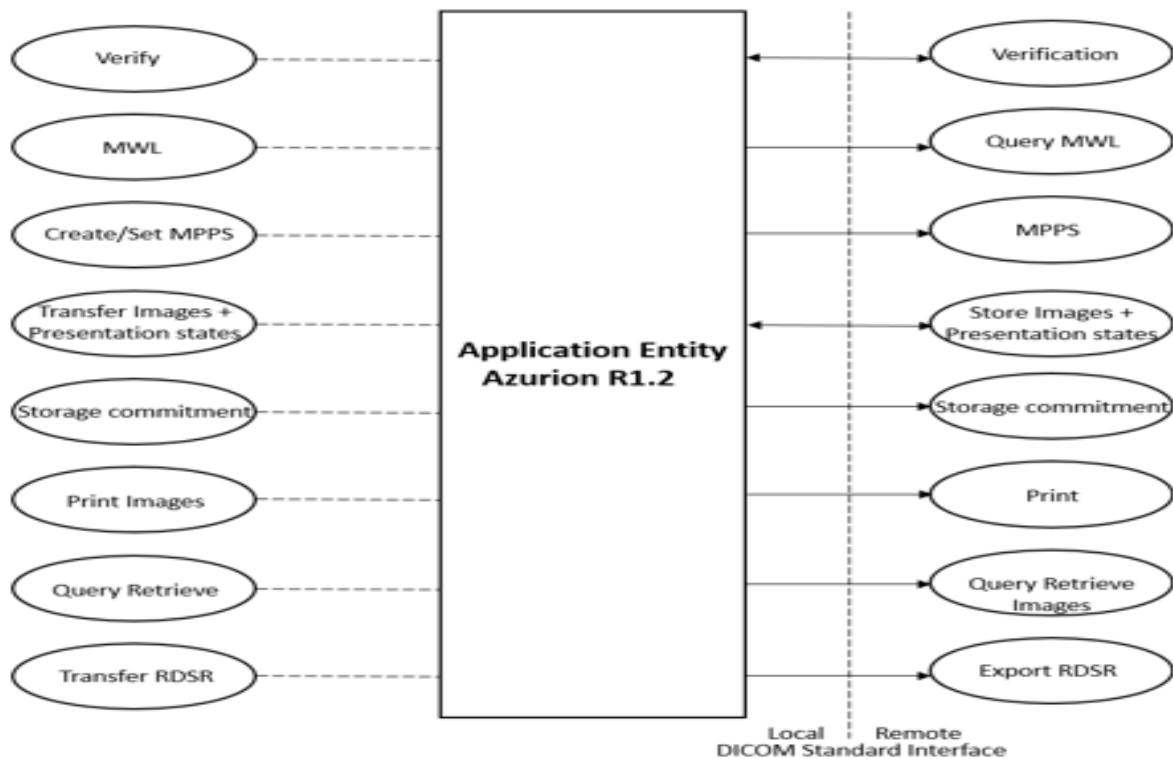 Verify
Verification
MWL
Query MWL
Create/Set MPPS
MPPS
Transfer Images +
Presentation states
Store Images +
Presentation states
Application Entity
Azurion R1.2
Storage commitment
Storage commitment
Print Images
Print
Query Retrieve
Query Retrieve
Images
Transfer RDSR
Export RDSR
Local
Remote
DICOM Standard Interface